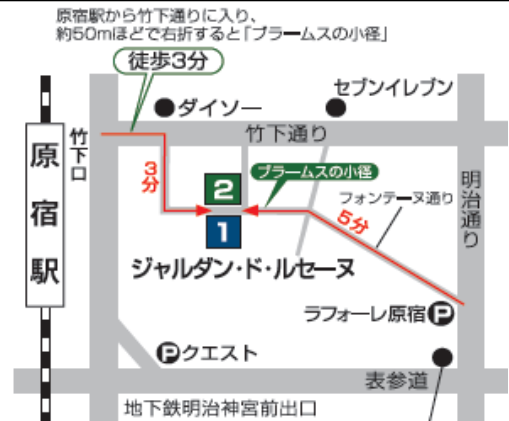 原宿駅から竹下通りに入り、
約50mほどで右折すると「ブラームスの小径」
徒歩3分
ダイソー
セブンイレブン
竹下口
竹下通り
原宿駅
3分
2
ブラームスの小径
フォンテーヌ通り
明治通り
1
5分
ジャルダン・ド・ルセーヌ
ラフォーレ原宿P
Pクエスト
表参道
地下鉄明治神宮前出口